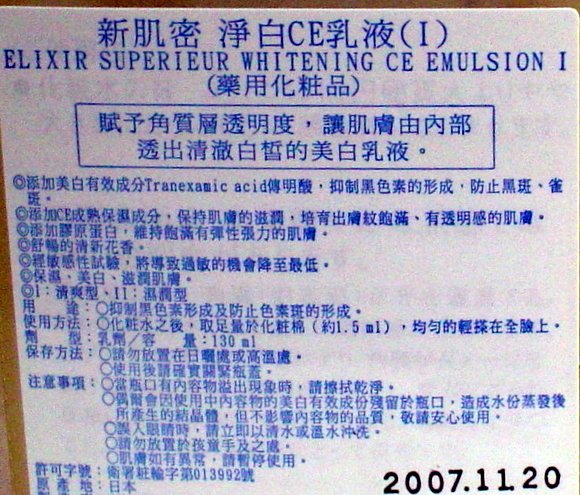 新肌密 淨白CE乳液(I)
ELIXIR SUPERIEUR WHITENING CE EMULSION I
(藥用化粧品)
賦予角質層透明度，讓肌膚由內部
透出清澈白皙的美白乳液。
◎添加美白有效成分Tranexamic acid傳明酸，抑制黑色素的形成，防止黑斑、雀
斑。
◎添加CE成熟保濕成分，保持肌膚的滋潤，培育出膚紋飽滿、有透明感的肌膚。
◎添加膠原蛋白，維持飽滿有彈性張力的肌膚。
◎舒暢的清新花香。
◎經敏感性試驗，將導致過敏的機會降至最低。
◎保濕、美白、滋潤肌膚。
◎I：清爽型、II：濕潤型
用 途：○抑制黑色素形成及防止色素斑的形成。
使用方法：○化粧水之後，取足量於化粧棉（約1.5 ml），均勻的輕搽在全臉上。
劑 型：乳劑／容 量：130 ml
保存方法：○請勿放置在日曬處或高溫處。
○使用後請確實關緊瓶蓋。
注意事項：○當瓶口有內容物溢出現象時，請擦拭乾淨。
○偶爾會因使用中內容物的美白有效成份殘留於瓶口，造成水份蒸發後
所產生的結晶體，但不影響內容物的品質，敬請安心使用。
○誤入眼睛時，請立即以清水或溫水沖洗。
○請勿放置於孩童手及之處。
○肌膚如有異常，請暫停使用。
許可字號：衛署粧輸字第013992號
原 產 地：日本
2007.11.20